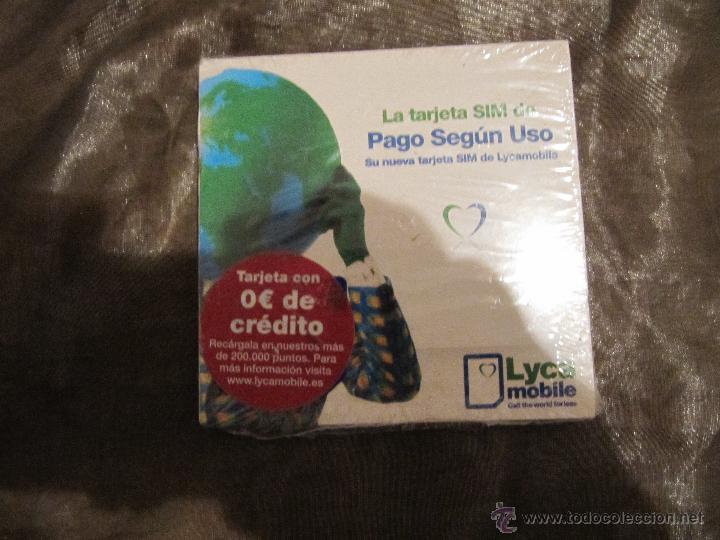 La tarjeta SIM de
Pago Según Uso
Su nueva tarjeta SIM de Lycamobile
Tarjeta con
0€ de
crédito
Recárgala en nuestros más
de 200.000 puntos. Para
más información visita
www.lycamobile.es
Lyca
mobile
Call the world for less
www.todocoleccion.net